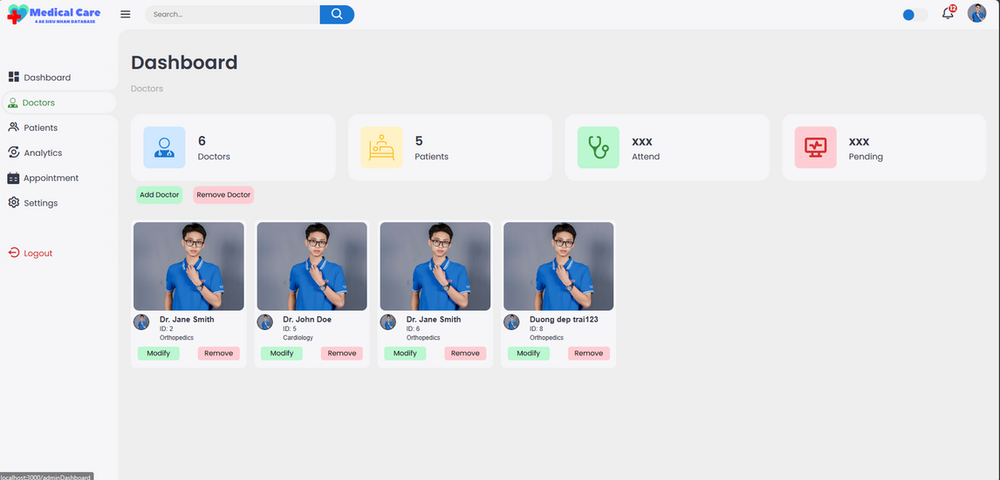 Medical Care
4 AE SIEU NHAN DATABASE
Search...
12
Dashboard
Doctors
Patients
Analytics
Appointment
Settings
Logout
Dashboard
Doctors
6
Doctors
5
Patients
xxx
Attend
xxx
Pending
Add Doctor
Remove Doctor
Dr. Jane Smith
ID: 2
Orthopedics
Modify
Remove
Dr. John Doe
ID: 5
Cardiology
Modify
Remove
Dr. Jane Smith
ID: 6
Orthopedics
Modify
Remove
Duong dep trai123
ID: 8
Orthopedics
Modify
Remove
localhost:3000/adminDashboard